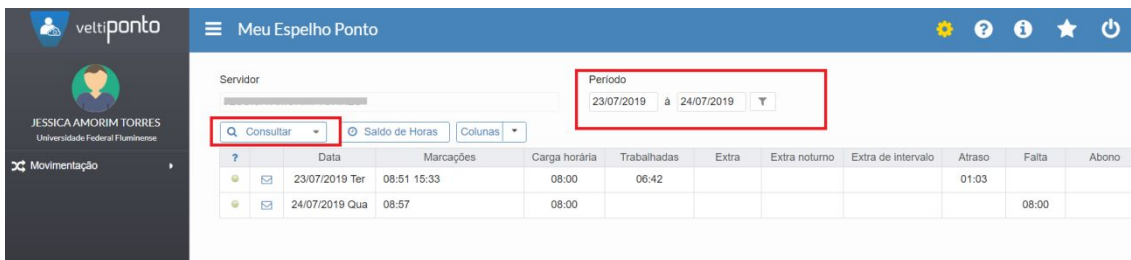 veltiponto
Meu Espelho Ponto
JESSICA AMORIM TORRES
Universidade Federal Fluminense
Movimentação
Servidor
Período
23/07/2019 à 24/07/2019
Consultar Saldo de Horas Colunas
? Data Marcações Carga horária Trabalhadas Extra Extra noturno Extra de intervalo Atraso Falta Abono
23/07/2019 Ter 08:51 15:33 08:00 06:42 01:03
24/07/2019 Qua 08:57 08:00 08:00